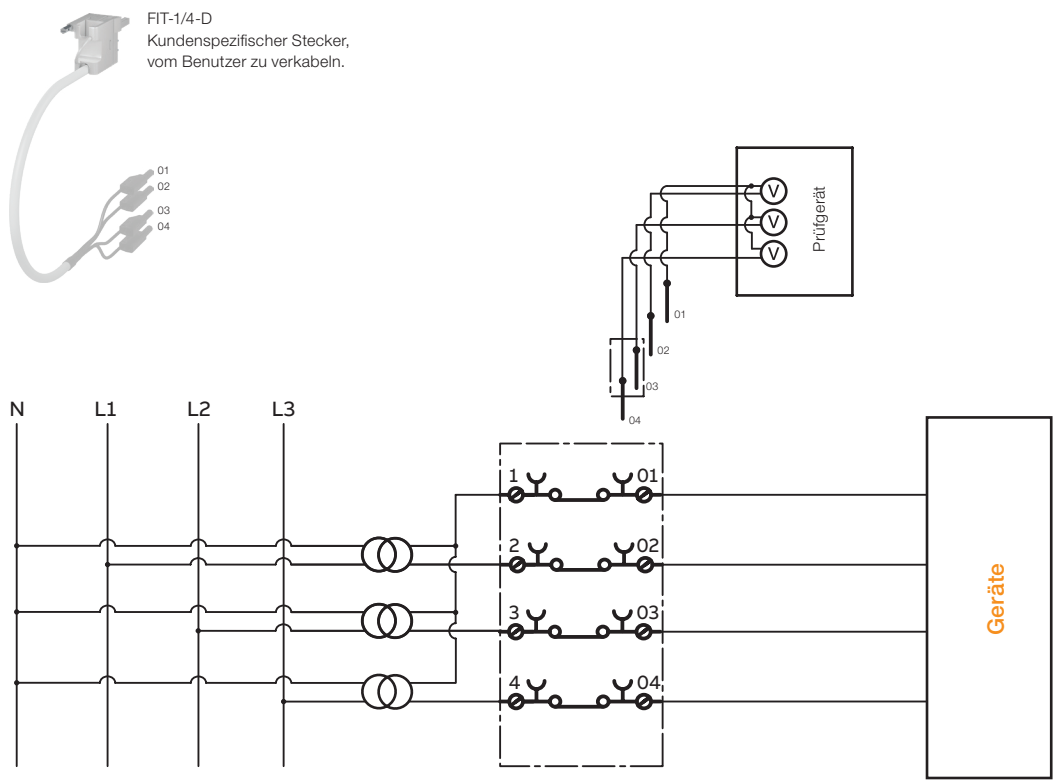 FIT-1/4-D
Kundenspezifischer Stecker,
vom Benutzer zu verkabeln.
01
02
03
04
V
V
V
Prüfgerät
01
02
03
04
N L1 L2 L3
1 01
2 02
3 03
4 04
Geräte